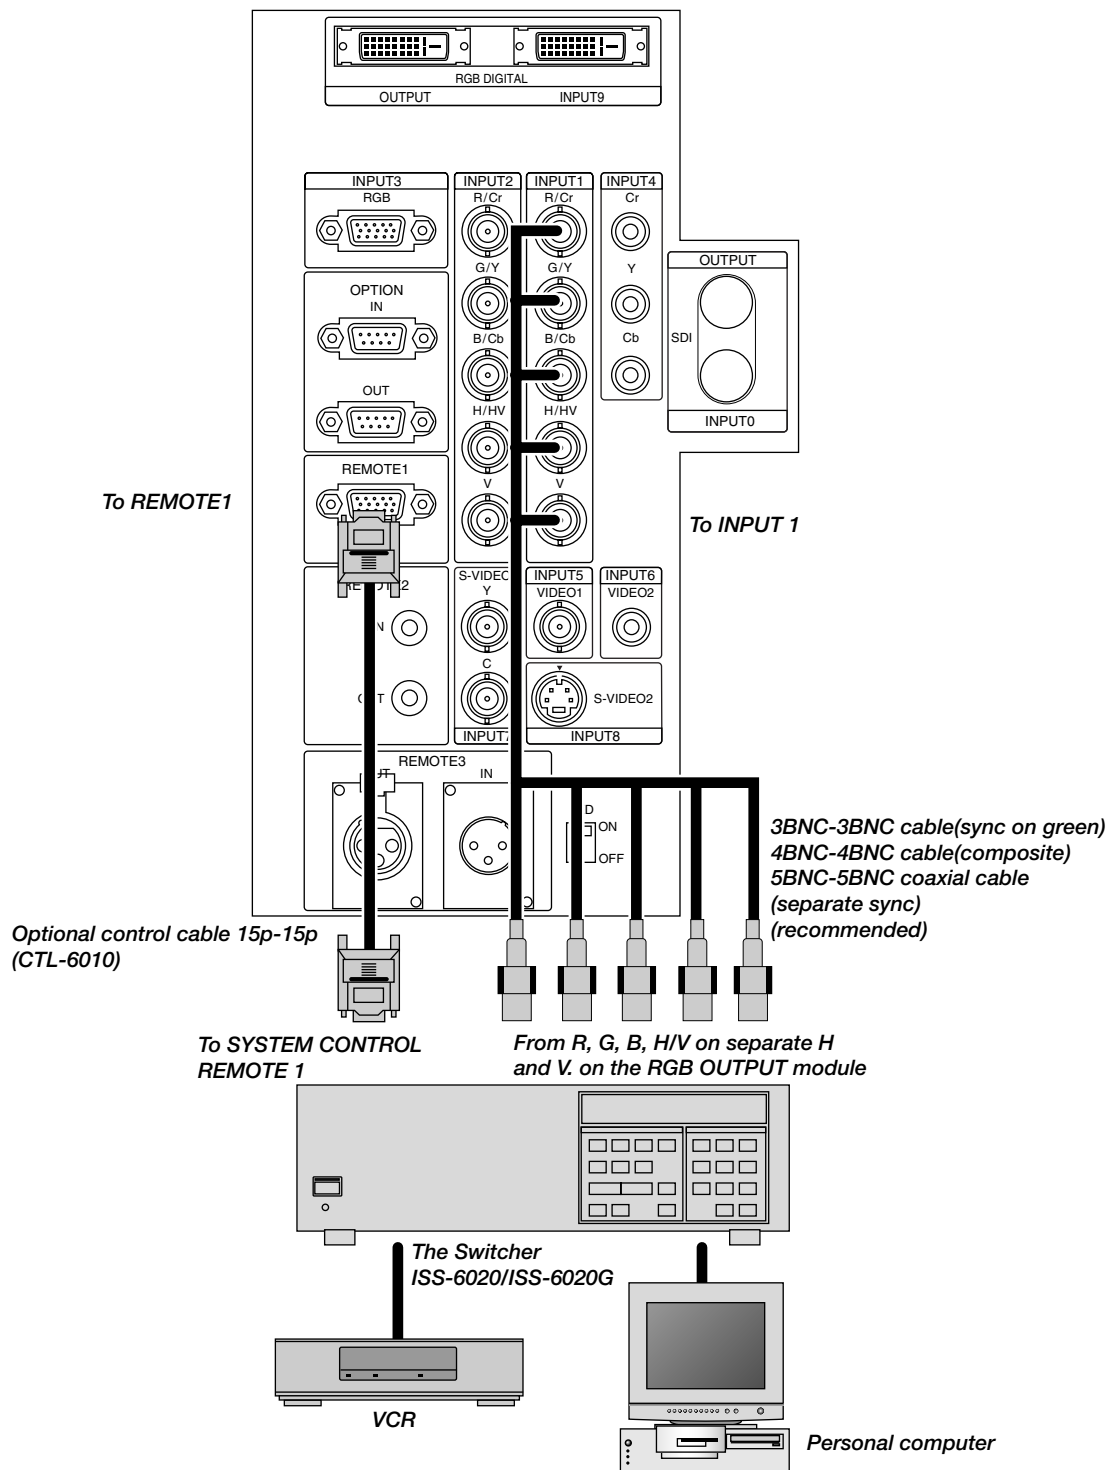 RGB DIGITAL
OUTPUT INPUT9
INPUT3 INPUT2 INPUT1 INPUT4
RGB R/Cr R/Cr Cr
G/Y G/Y Y
OUTPUT
OPTION
IN
B/Cb B/Cb Cb
SDI
OUT
H/HV H/HV
INPUT0
REMOTE1
V V
To REMOTE1
To INPUT 1
S-VIDEO INPUT5 INPUT6
Y VIDEO1 VIDEO2
C
S-VIDEO2
INPUT8
REMOTE3
IN
ON
OFF
3BNC-3BNC cable(sync on green)
4BNC-4BNC cable(composite)
5BNC-5BNC coaxial cable
(separate sync)
(recommended)
Optional control cable 15p-15p
(CTL-6010)
To SYSTEM CONTROL
REMOTE 1
From R, G, B, H/V on separate H
and V. on the RGB OUTPUT module
The Switcher
ISS-6020/ISS-6020G
VCR
Personal computer